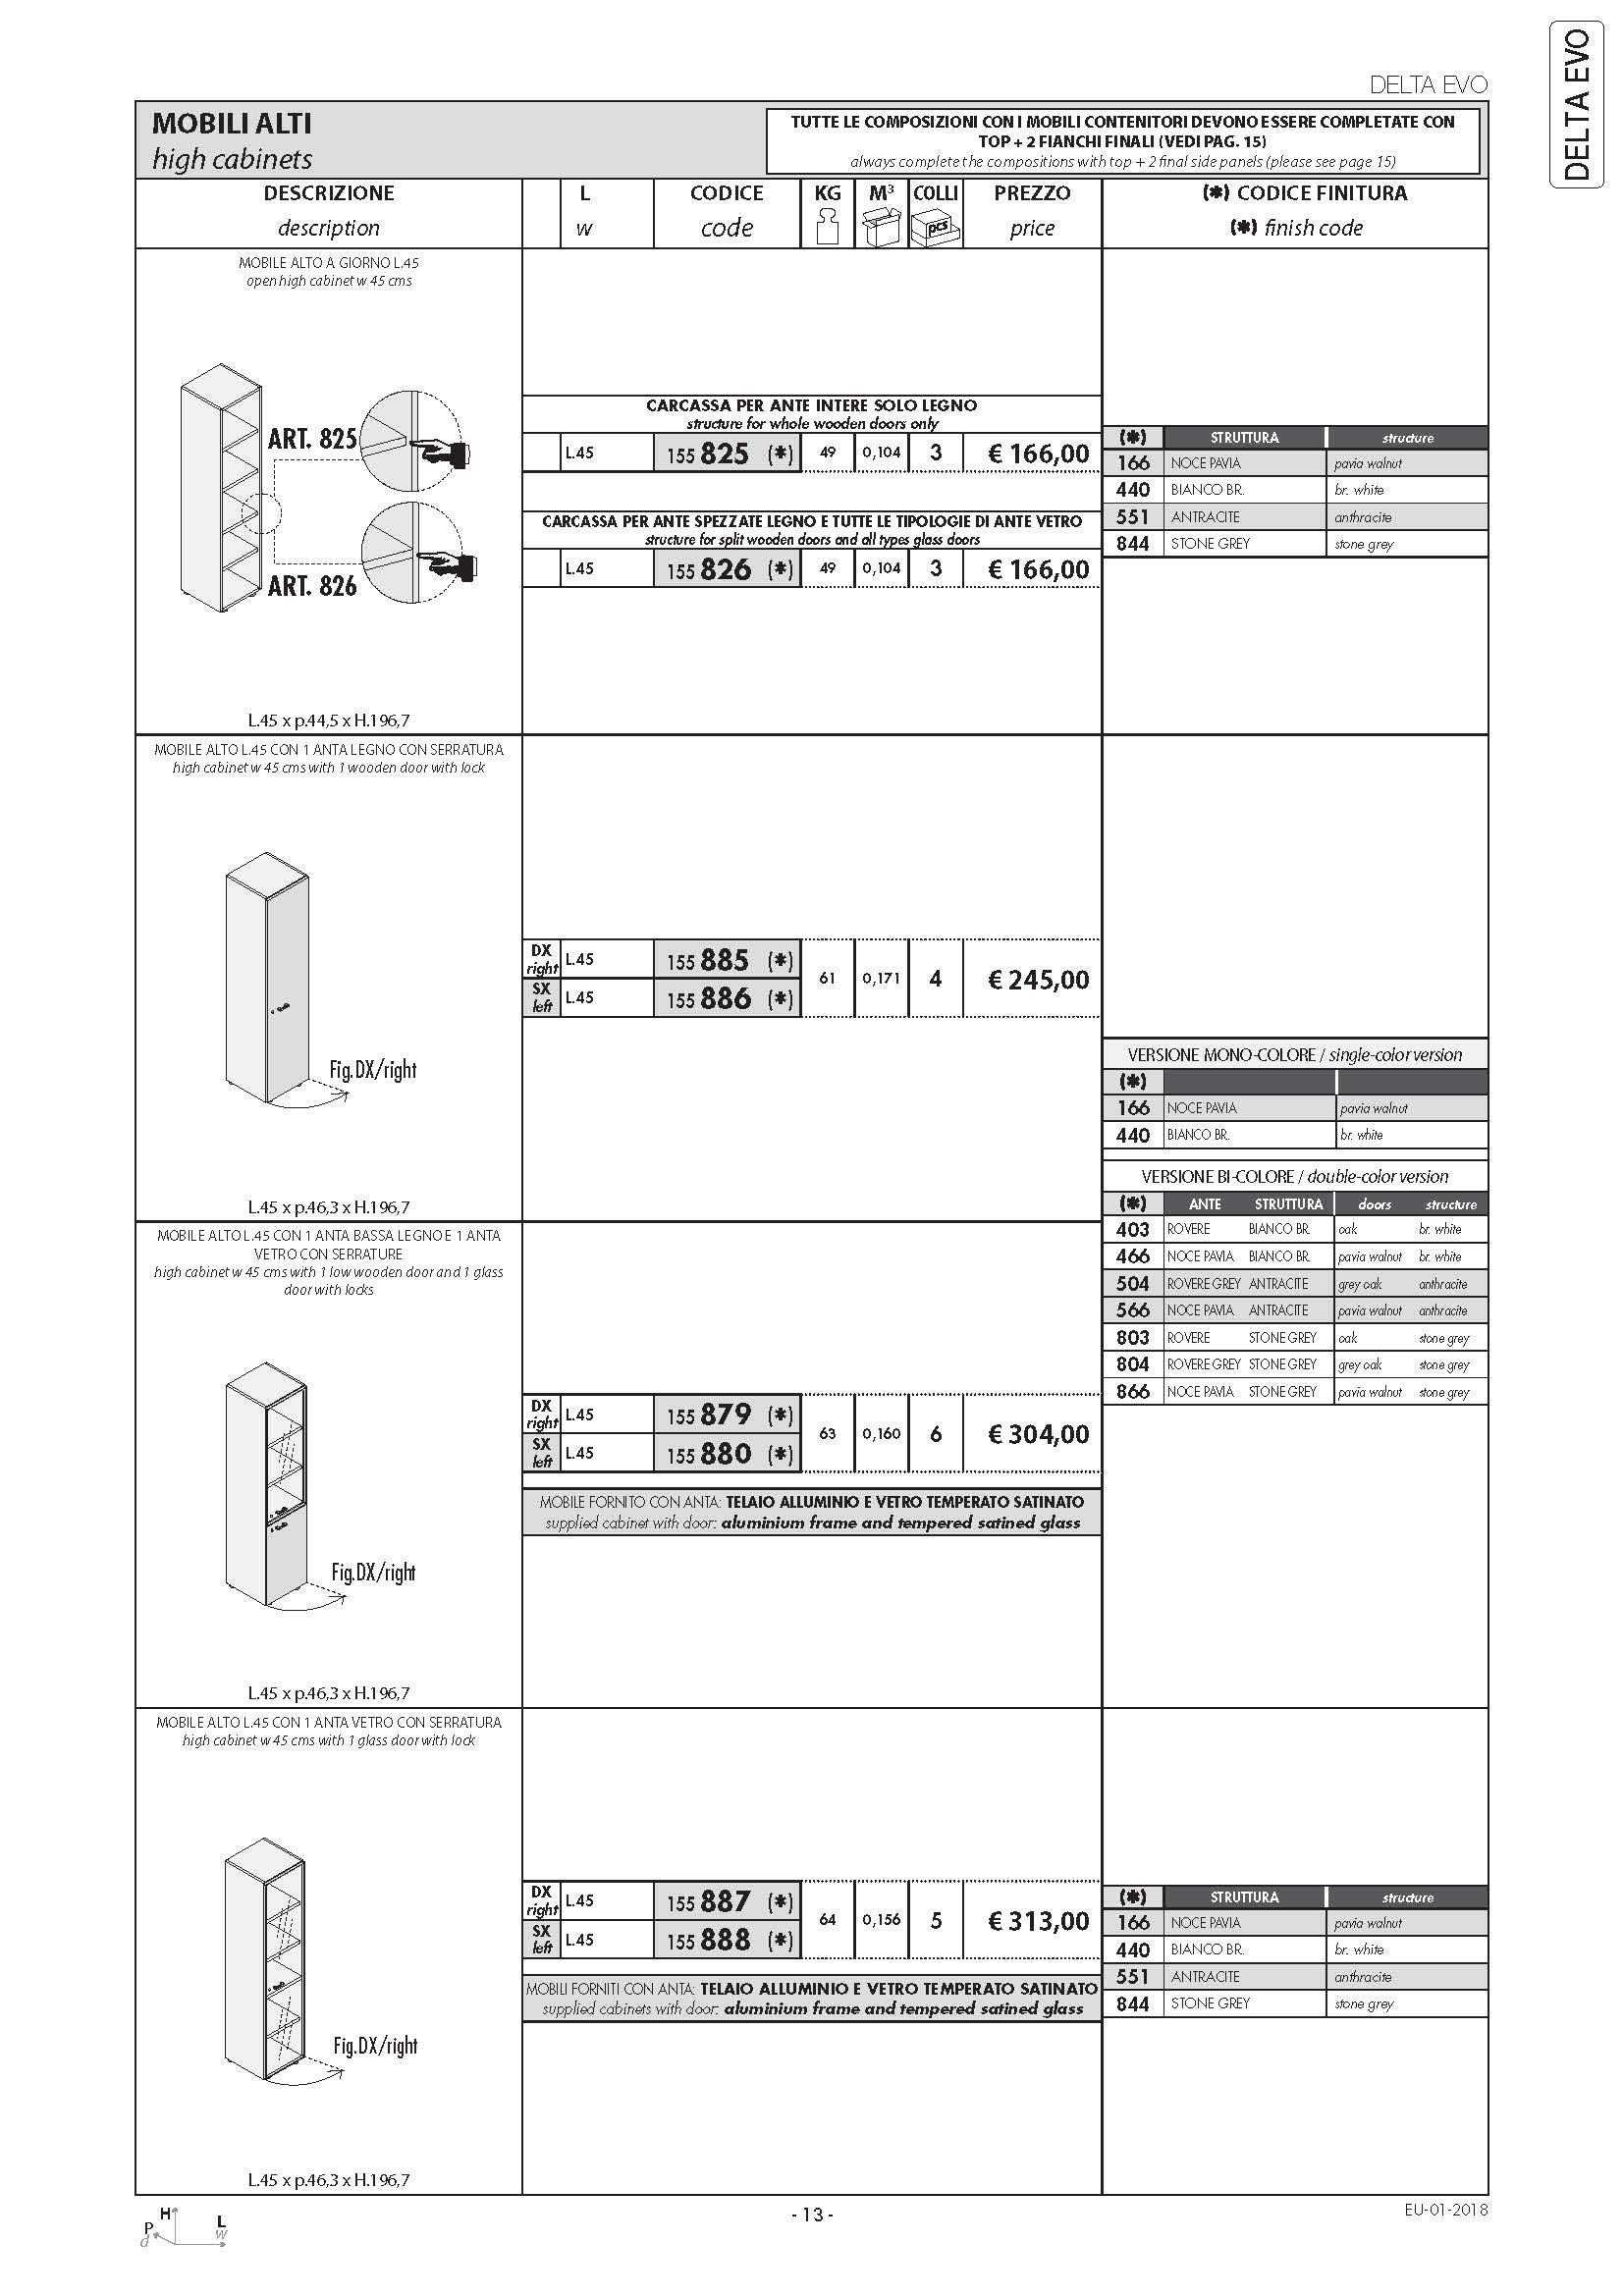 DELTA EVO
DELTA EVO
MOBILI ALTI
high cabinets
TUTTE LE COMPOSIZIONI CON I MOBILI CONTENITORI DEVONO ESSERE COMPLETATE CON
TOP + 2 FIANCHI FINALI (VEDI PAG. 15)
always complete the compositions with top + 2 final side panels (please see page 15)
DESCRIZIONE L CODICE KG M³ COLLI PREZZO (*) CODICE FINITURA
description w code pcs price (*) finish code
MOBILE ALTO A GIORNO L.45
open high cabinet w 45 cms
ART. 825
ART. 826
L.45 x p.44,5 x H.196,7
CARCASSA PER ANTE INTERE SOLO LEGNO
structure for whole wooden doors only
L.45 155 825 (*) 49 0,104 3 € 166,00
CARCASSA PER ANTE SPEZZATE LEGNO E TUTTE LE TIPOLOGIE DI ANTE VETRO
structure for split wooden doors and all types glass doors
L.45 155 826 (*) 49 0,104 3 € 166,00
(*) STRUTTURA structure
166 NOCE PAVIA pavia walnut
440 BIANCO BR. br. white
551 ANTRACITE anthracite
844 STONE GREY stone grey
MOBILE ALTO L.45 CON 1 ANTA LEGNO CON SERRATURA
high cabinet w 45 cms with 1 wooden door with lock
Fig.DX/right
L.45 x p.46,3 x H.196,7
DX
right L.45 155 885 (*)
SX
left L.45 155 886 (*)
61 0,171 4 € 245,00
VERSIONE MONO-COLORE / single-color version
(*)
166 NOCE PAVIA pavia walnut
440 BIANCO BR. br. white
VERSIONE BI-COLORE / double-color version
(*) ANTE STRUTTURA doors structure
403 ROVERE BIANCO BR. oak br. white
466 NOCE PAVIA BIANCO BR. pavia walnut br. white
504 ROVERE GREY ANTRACITE grey oak anthracite
566 NOCE PAVIA ANTRACITE pavia walnut anthracite
803 ROVERE STONE GREY oak stone grey
804 ROVERE GREY STONE GREY grey oak stone grey
866 NOCE PAVIA STONE GREY pavia walnut stone grey
MOBILE ALTO L.45 CON 1 ANTA BASSA LEGNO E 1 ANTA
VETRO CON SERRATURE
high cabinet w 45 cms with 1 low wooden door and 1 glass
door with locks
Fig.DX/right
L.45 x p.46,3 x H.196,7
DX
right L.45 155 879 (*)
SX
left L.45 155 880 (*)
63 0,160 6 € 304,00
MOBILE FORNITO CON ANTA: TELAIO ALLUMINIO E VETRO TEMPERATO SATINATO
supplied cabinet with door: aluminium frame and tempered satined glass
MOBILE ALTO L.45 CON 1 ANTA VETRO CON SERRATURA
high cabinet w 45 cms with 1 glass door with lock
Fig.DX/right
L.45 x p.46,3 x H.196,7
DX
right L.45 155 887 (*)
SX
left L.45 155 888 (*)
64 0,156 5 € 313,00
MOBILI FORNITI CON ANTA: TELAIO ALLUMINIO E VETRO TEMPERATO SATINATO
supplied cabinets with door: aluminium frame and tempered satined glass
(*) STRUTTURA structure
166 NOCE PAVIA pavia walnut
440 BIANCO BR. br. white
551 ANTRACITE anthracite
844 STONE GREY stone grey
H
P
d
L
w
- 13 -
EU-01-2018